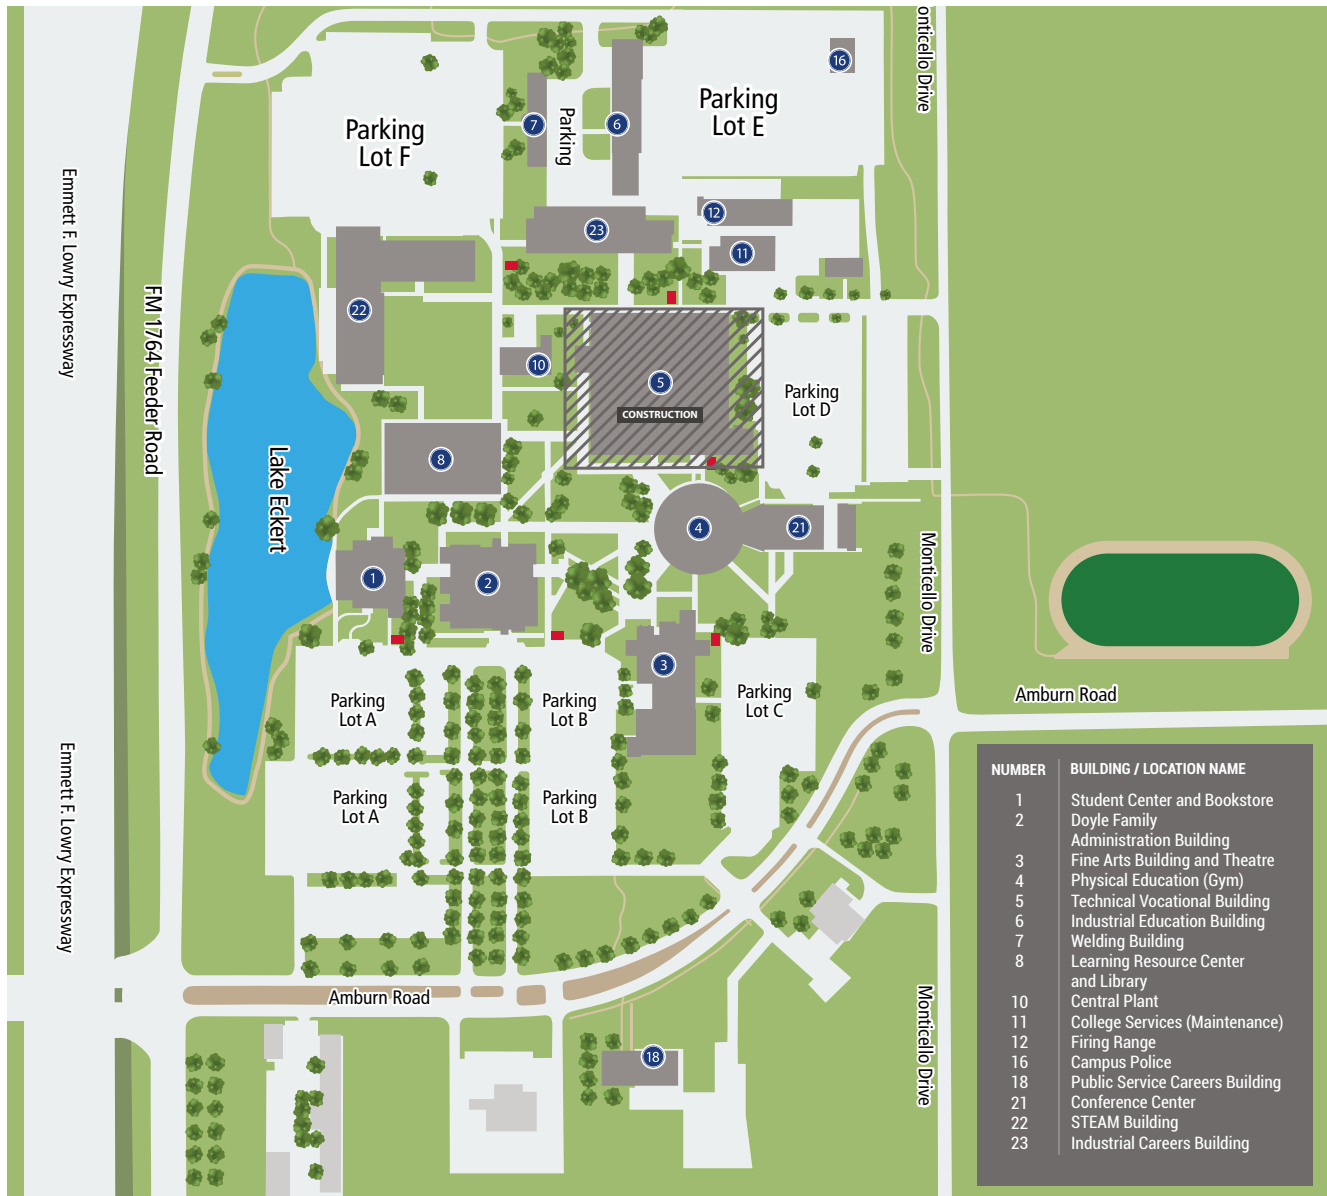 onticello Drive
16
Parking
Lot E
Parking
Lot F
7
Parking
6
Emmett F. Lowry Expressway
12
23
11
FM 1764 Feeder Road
22
10
5
CONSTRUCTION
Parking
Lot D
8
Lake Eckert
4
21
Monticello Drive
1
2
3
Parking
Lot A
Parking
Lot B
Parking
Lot C
Amburn Road
Emmett F. Lowry Expressway
Parking
Lot A
Parking
Lot B
Amburn Road
Monticello Drive
18
NUMBER BUILDING / LOCATION NAME
1 Student Center and Bookstore
2 Doyle Family
Administration Building
3 Fine Arts Building and Theatre
4 Physical Education (Gym)
5 Technical Vocational Building
6 Industrial Education Building
7 Welding Building
8 Learning Resource Center
and Library
10 Central Plant
11 College Services (Maintenance)
12 Firing Range
16 Campus Police
18 Public Service Careers Building
21 Conference Center
22 STEAM Building
23 Industrial Careers Building